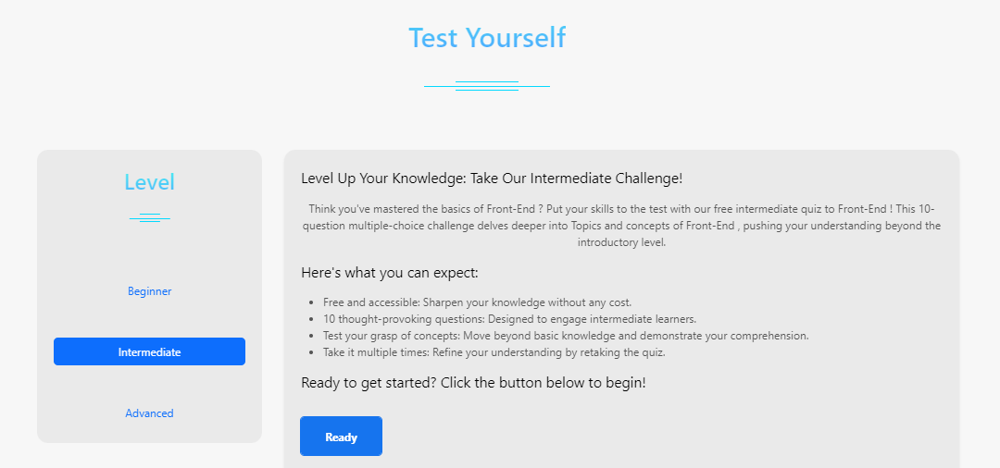 Test Yourself
Level
Beginner
Intermediate
Advanced
Level Up Your Knowledge: Take Our Intermediate Challenge!
Think you've mastered the basics of Front-End ? Put your skills to the test with our free intermediate quiz to Front-End ! This 10-
question multiple-choice challenge delves deeper into Topics and concepts of Front-End , pushing your understanding beyond the
introductory level.
Here's what you can expect:
• Free and accessible: Sharpen your knowledge without any cost.
• 10 thought-provoking questions: Designed to engage intermediate learners.
• Test your grasp of concepts: Move beyond basic knowledge and demonstrate your comprehension.
• Take it multiple times: Refine your understanding by retaking the quiz.
Ready to get started? Click the button below to begin!
Ready